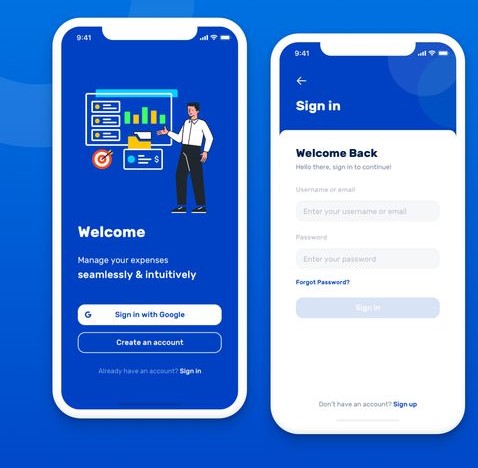 9:41
$
Welcome
Manage your expenses
seamlessly & intuitively
G Sign in with Google
Create an account
Already have an account? Sign in
9:41
Sign in
Welcome Back
Hello there, sign in to continue!
Username or email
Enter your username or email
Password
Enter your password
Forgot Password?
Sign in
Don't have an account? Sign up